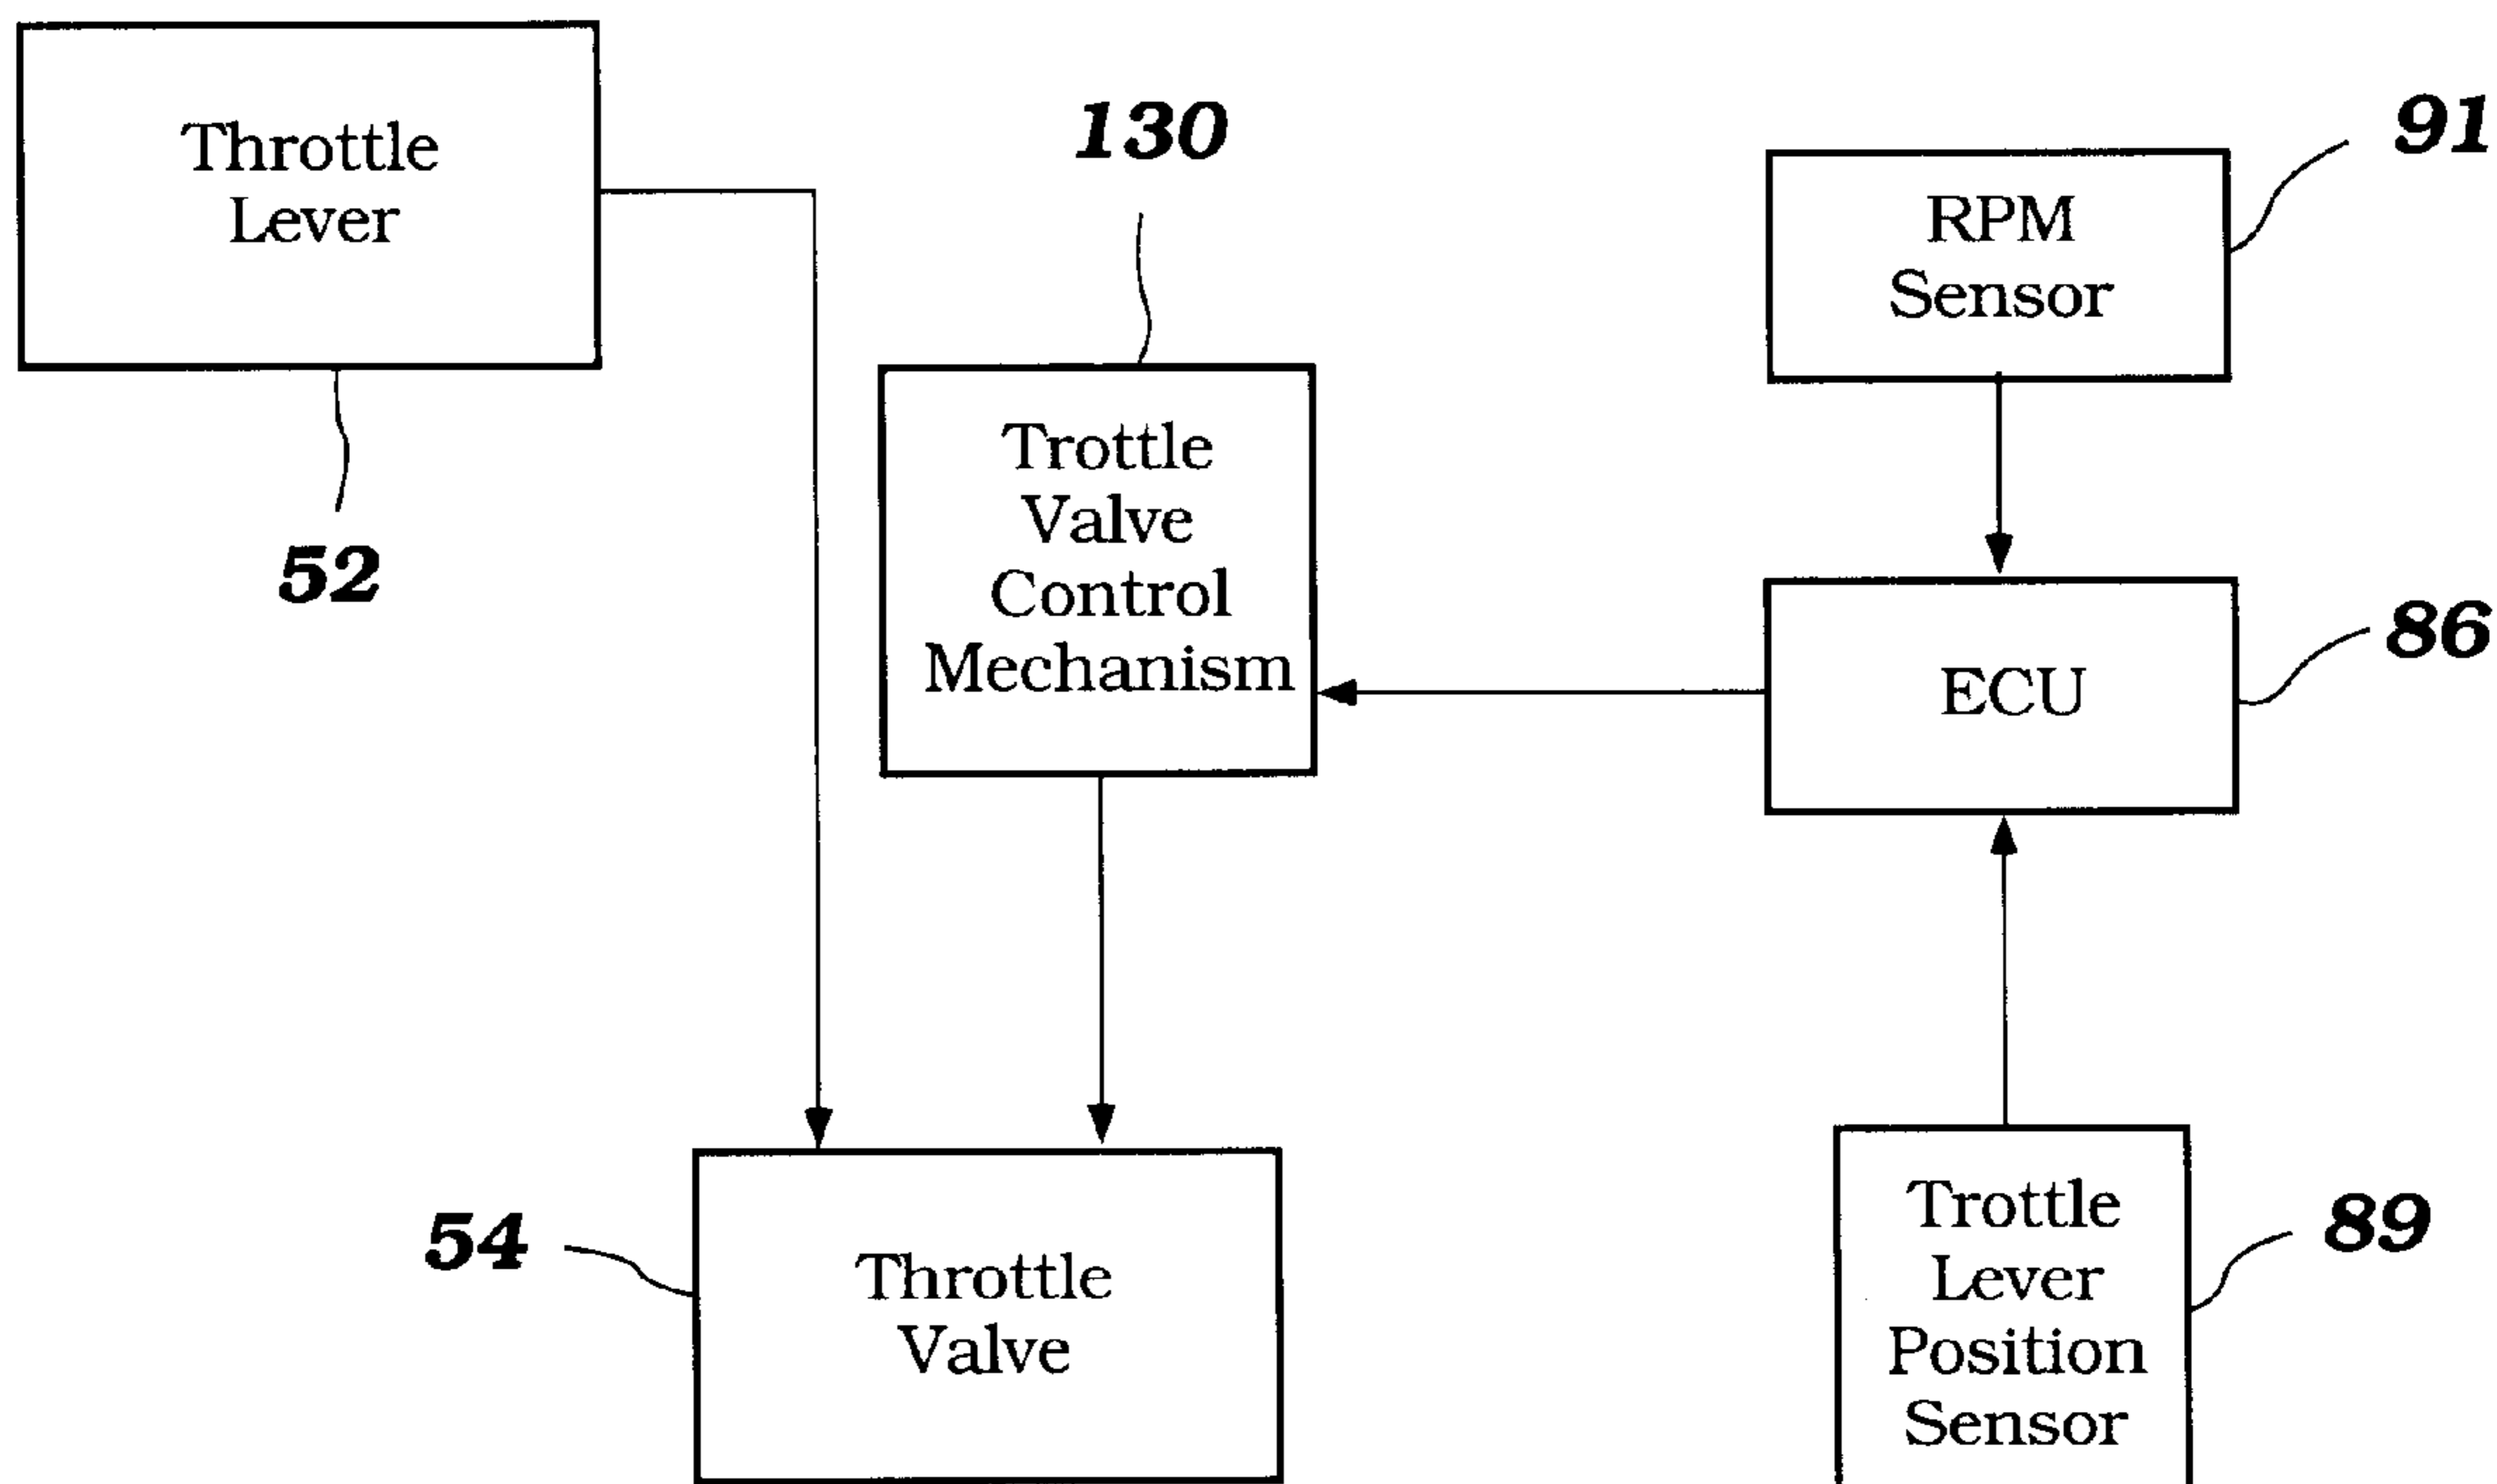 Throttle
Lever
52
130
Trottle
Valve
Control
Mechanism
91
RPM
Sensor
86
ECU
54
Throttle
Valve
89
Trottle
Lever
Position
Sensor